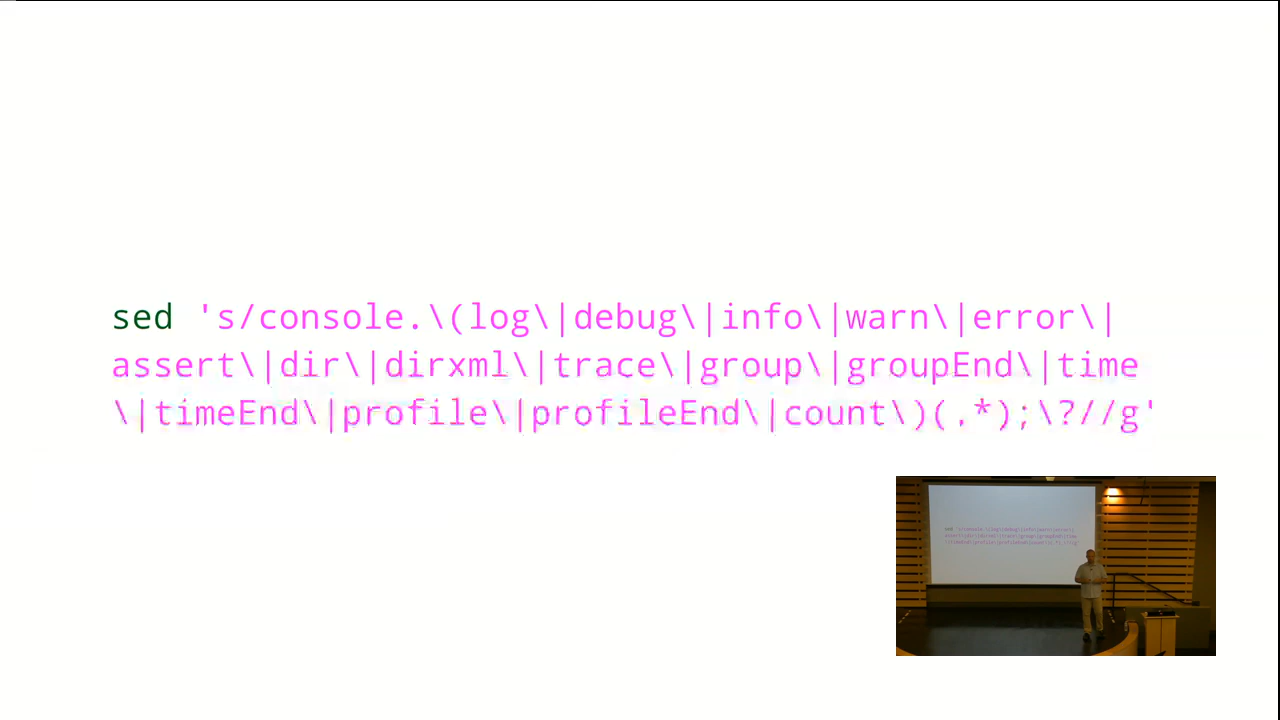 sed 's/console.\(log\|debug\|info\|warn\|error\|
assert\|dir\|dirxml\|trace\|group\|groupEnd\|time
\|timeEnd\|profile\|profileEnd\|count\)(.*);\?//g'